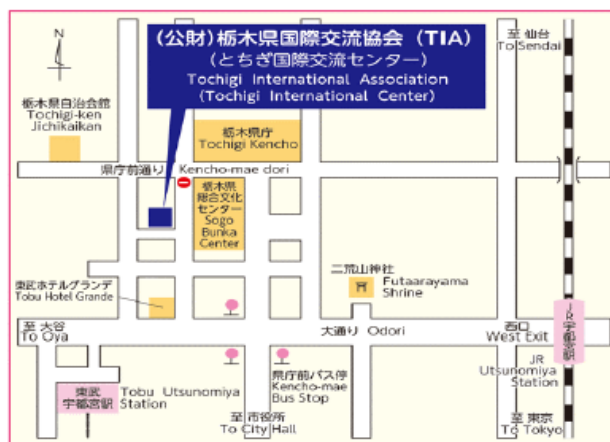 (公財)栃木県国際交流協会 (TIA)
(とちぎ国際交流センター)
Tochigi International Association
(Tochigi International Center)
N
至 仙台
To Sendai
栃木県自治会館
Tochigi-ken
Jichikaikan
栃木県庁
Tochigi Kencho
県庁前通り Kencho-mae dori
栃木県
総合文化
センター
Sogo
Bunka
Center
二荒山神社
Futaarayama
Shrine
東武ホテルグランデ
Tobu Hotel Grande
至 大谷
To Oya
大通り Odori
西口
West Exit
JR宇都宮駅
JR
Utsunomiya
Station
県庁前バス停
Kencho-mae
Bus Stop
東武
宇都宮駅
Tobu Utsunomiya
Station
至 市役所
To City Hall
至 東京
To Tokyo